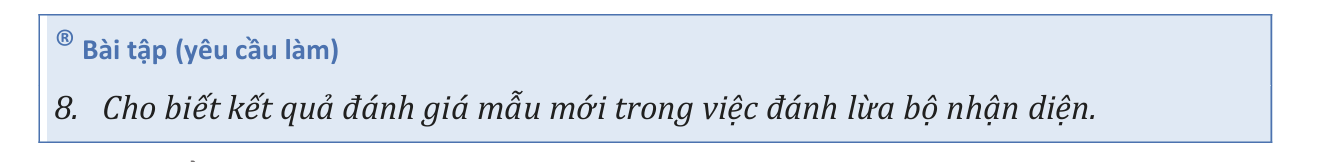 ® Bài tập (yêu cầu làm)
8. Cho biết kết quả đánh giá mẫu mới trong việc đánh lừa bộ nhận diện.